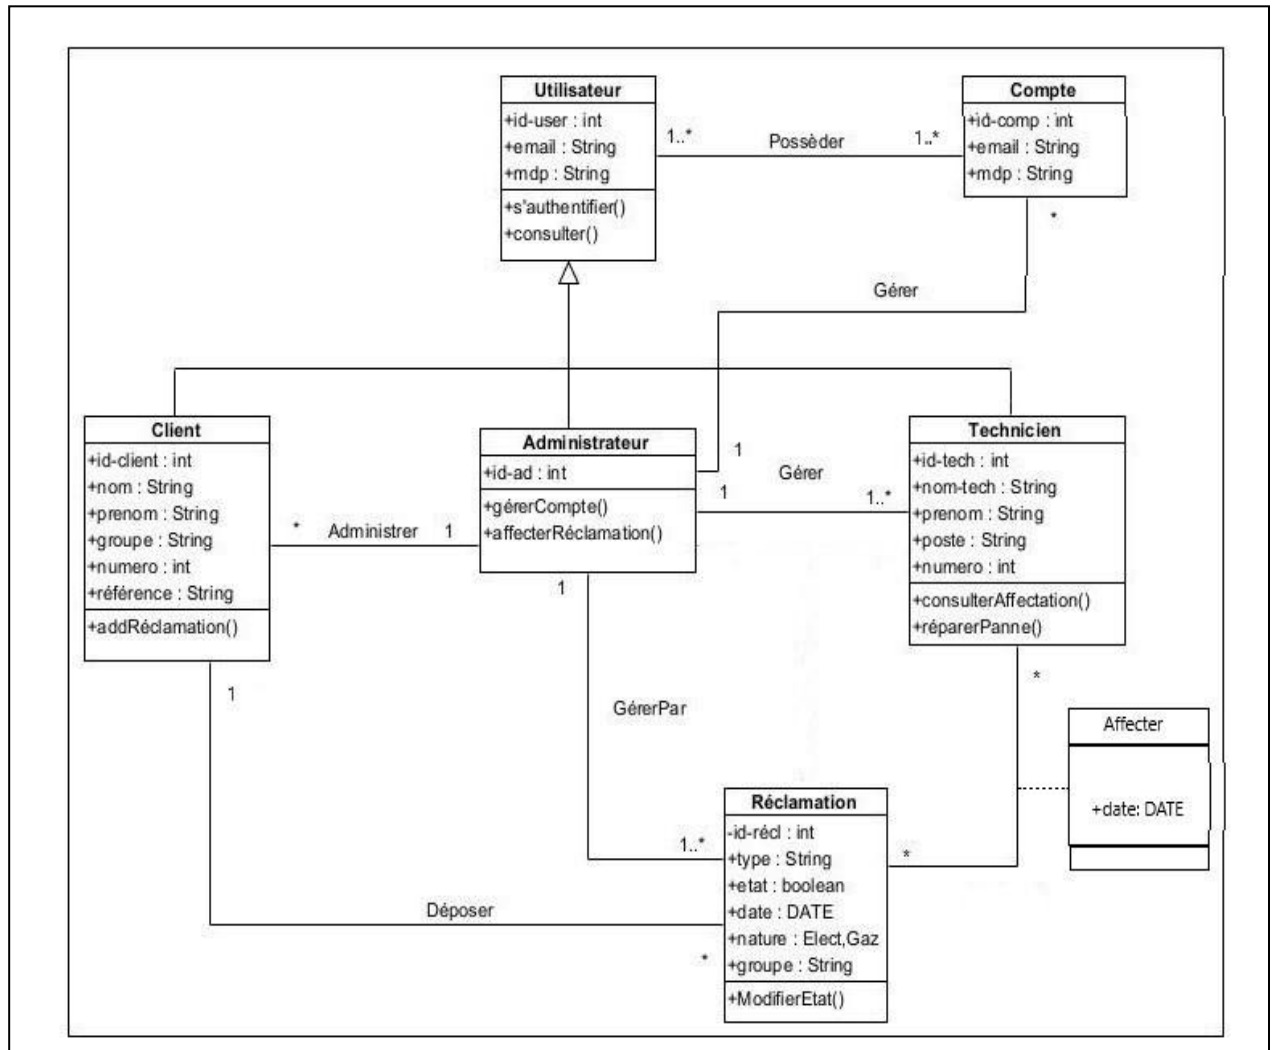 Utilisateur
+id-user : int
+email : String
+mdp : String
+s'authentifier()
+consulter()
1..*
Possèder
1..*
Compte
+id-comp : int
+email : String
+mdp : String
*
Gérer
1
Client
+id-client : int
+nom : String
+prenom : String
+groupe : String
+numero : int
+référence : String
+addRéclamation()
*
Administrer
1
Administrateur
+id-ad : int
+gérerCompte()
+affecterRéclamation()
1
Gérer
1..*
Technicien
+id-tech : int
+nom-tech : String
+prenom : String
+poste : String
+numero : int
+consulterAffectation()
+réparerPanne()
1
1
GérerPar
1..*
*
Affecter
+date: DATE
Réclamation
-id-récl : int
+type : String
+etat : boolean
+date : DATE
+nature : Elect,Gaz
+groupe : String
+ModifierEtat()
*
Déposer
*